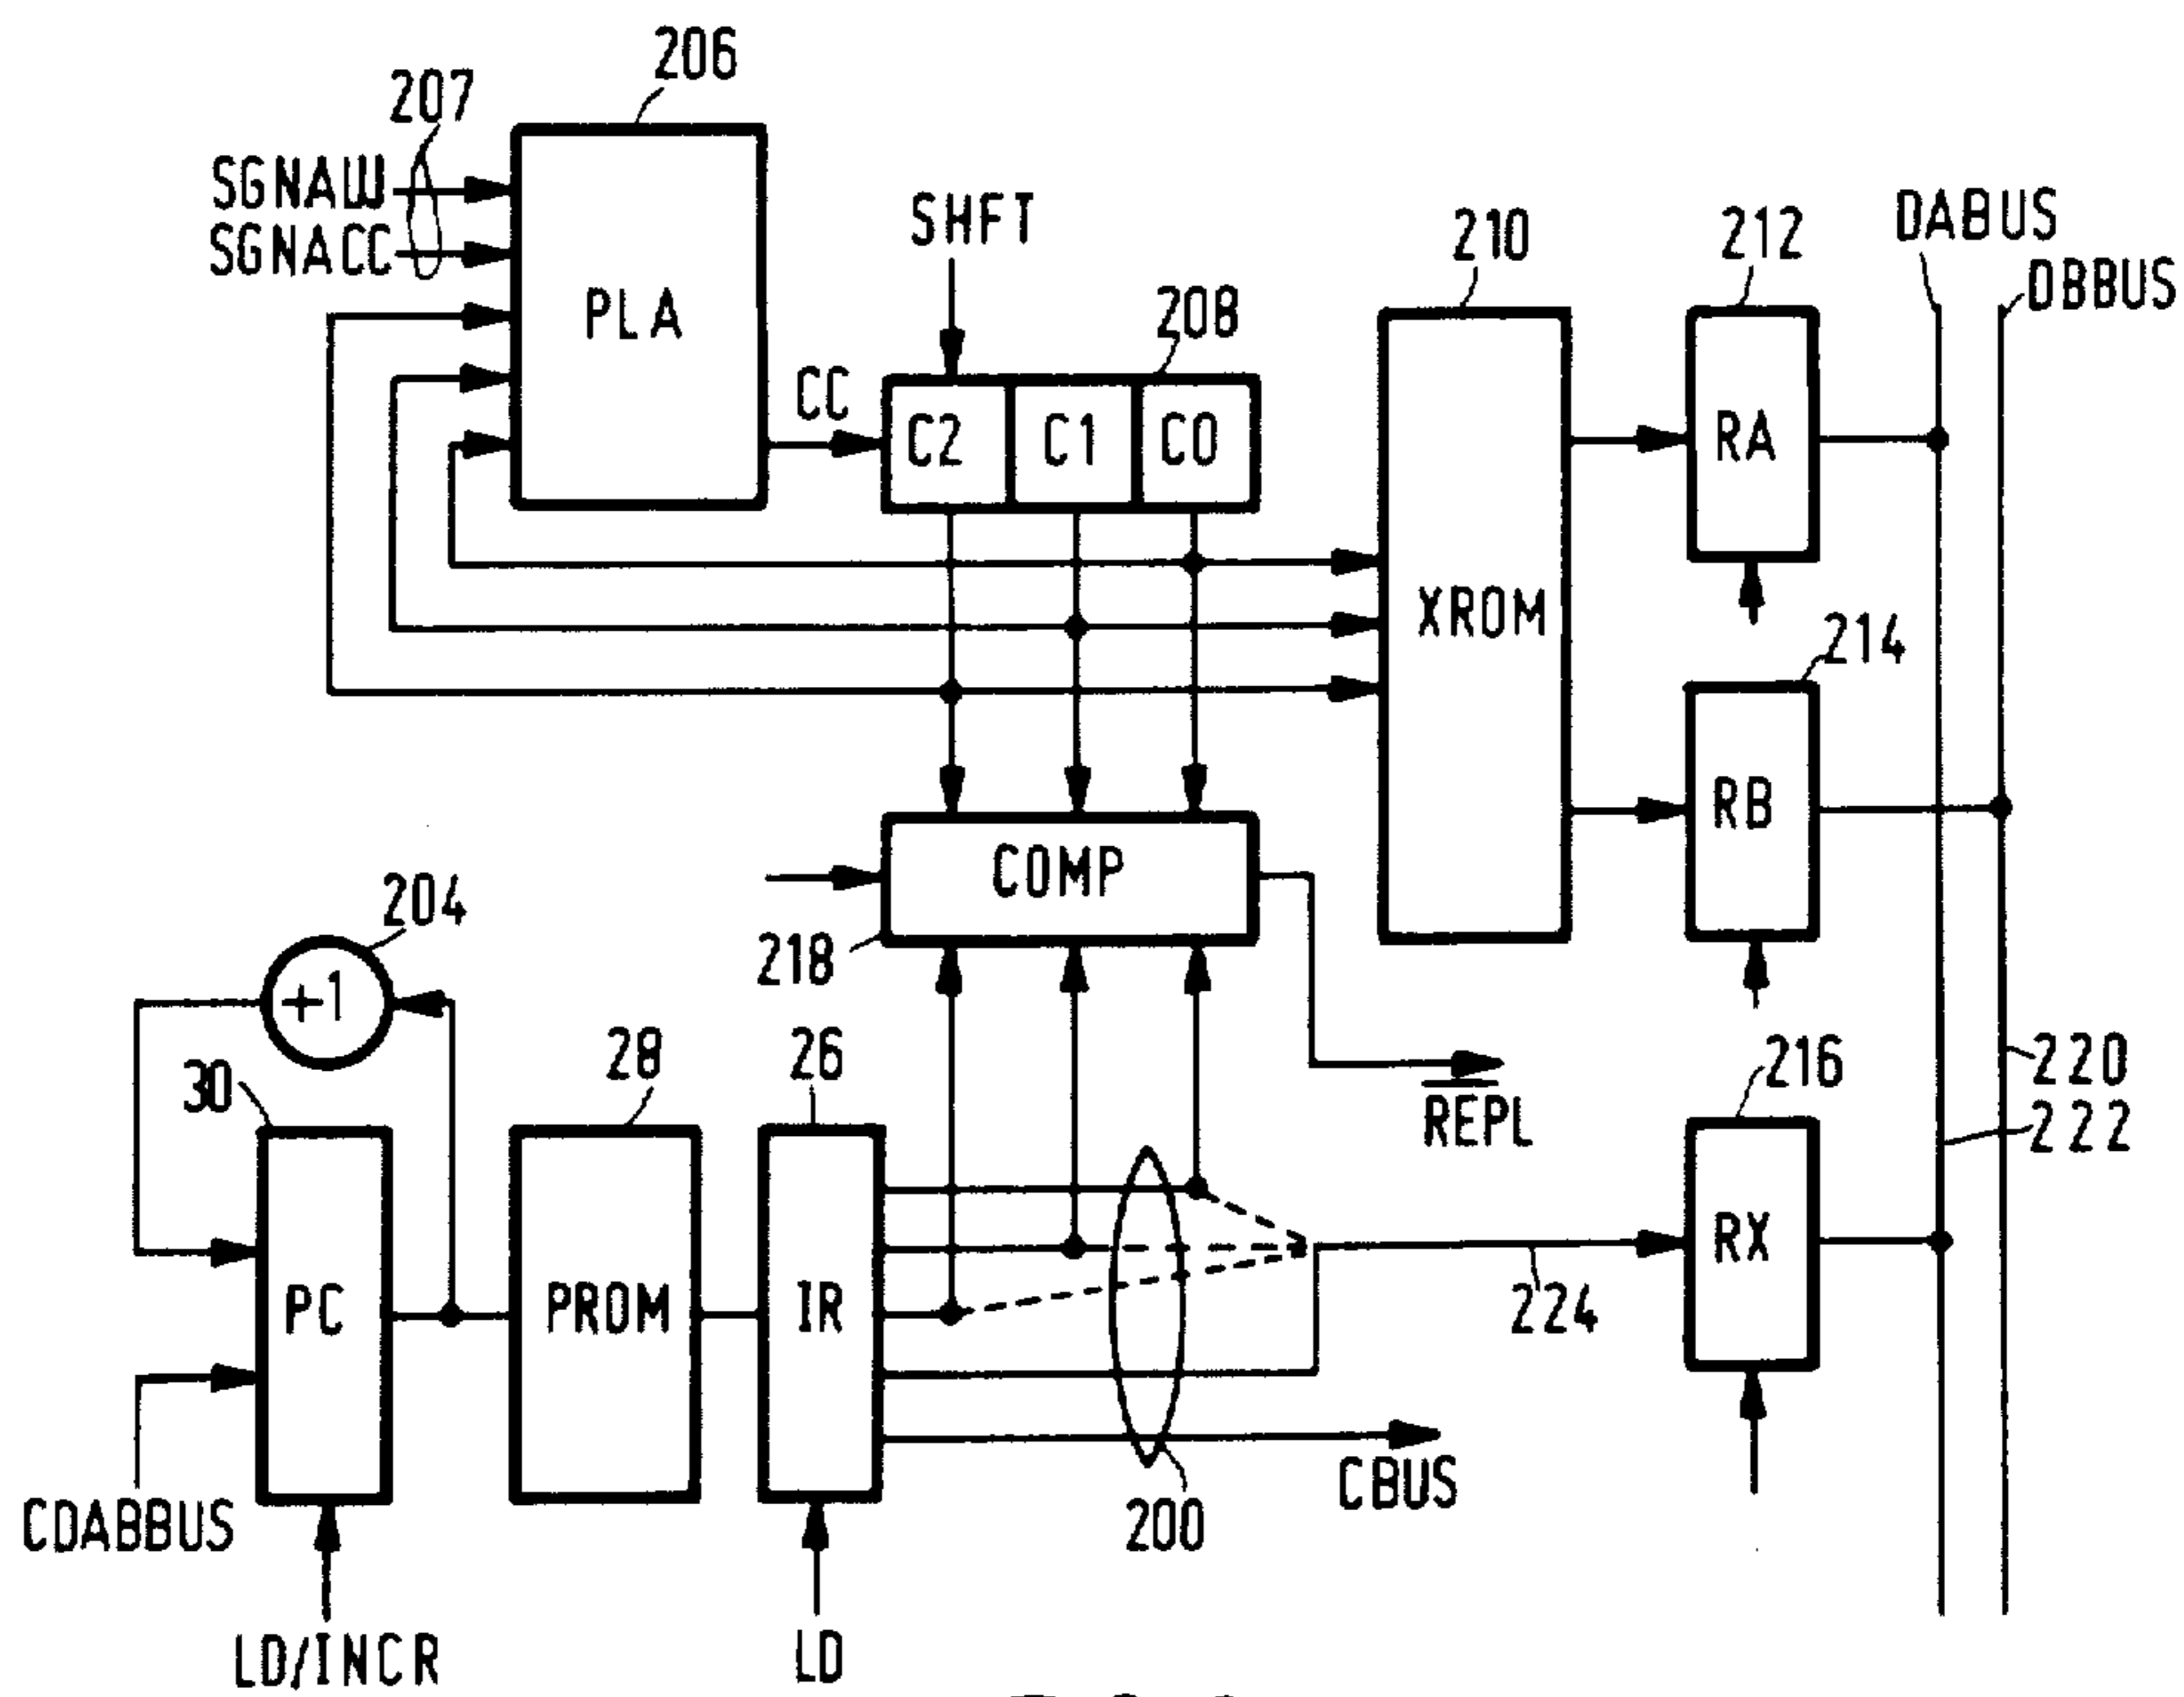 206
207
SGNAW
SGNACC
PLA
SHFT
CC
208
C2
C1
C0
210
XROM
212
RA
DABUS
DBBUS
214
RB
COMP
218
204
+1
30
28
26
REPL
216
220
222
PC
PROM
IR
RX
224
CDABBUS
CBUS
200
LD/INCR
LD